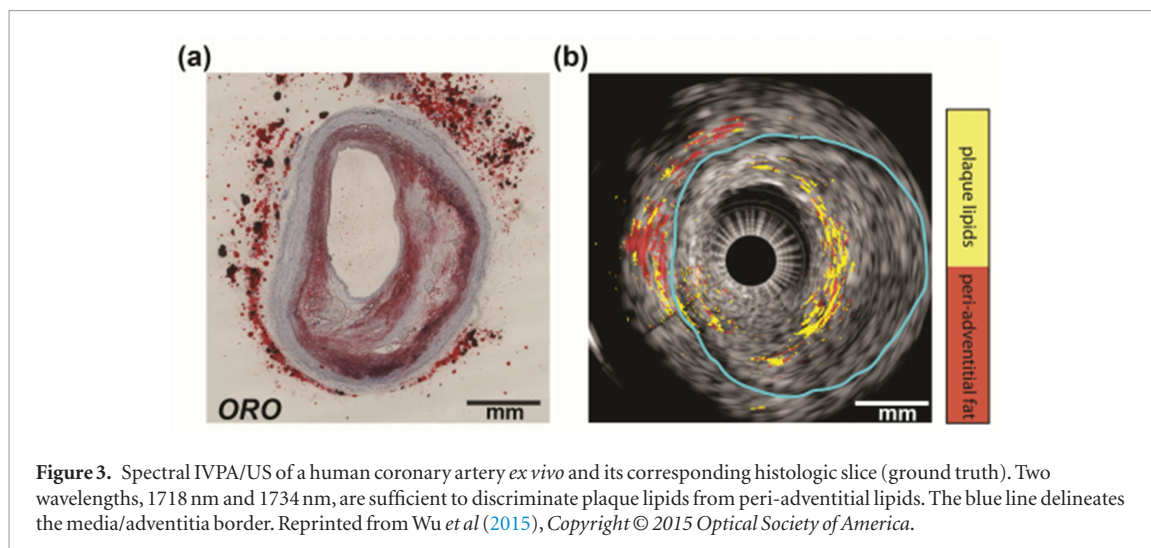 (a)
(b)
ORO
mm
mm
plaque lipids
peri-adventitial fat
Figure 3. Spectral IVPA/US of a human coronary artery ex vivo and its corresponding histologic slice (ground truth). Two
wavelengths, 1718 nm and 1734 nm, are sufficient to discriminate plaque lipids from peri-adventitial lipids. The blue line delineates
the media/adventitia border. Reprinted from Wu et al (2015), Copyright © 2015 Optical Society of America.